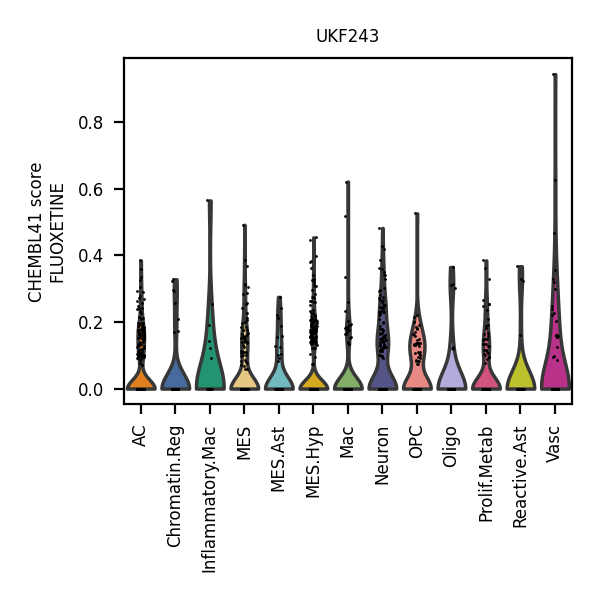 UKF243
CHEMBL41 score
FLUOXETINE
0.8
0.6
0.4
0.2
0.0
AC
Chromatin.Reg
Inflammatory.Mac
MES
MES.Ast
MES.Hyp
Mac
Neuron
OPC
Oligo
Prolif.Metab
Reactive.Ast
Vasc